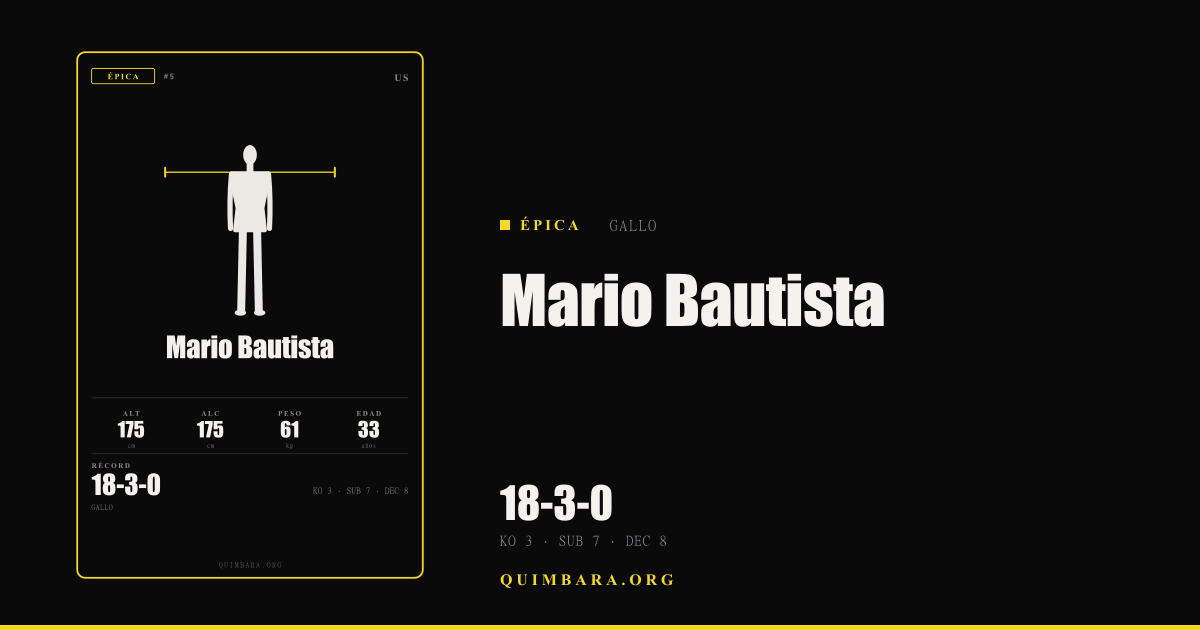 ÉPICA #5 US
Mario Bautista
ALT ALC PESO EDAD
175 175 61 33
cm cm kg años
RÉCORD
18-3-0 KO 3 · SUB 7 · DEC 8
GALLO
QUIMBARA.ORG
ÉPICA GALLO
Mario Bautista
18-3-0
KO 3 · SUB 7 · DEC 8
QUIMBARA.ORG